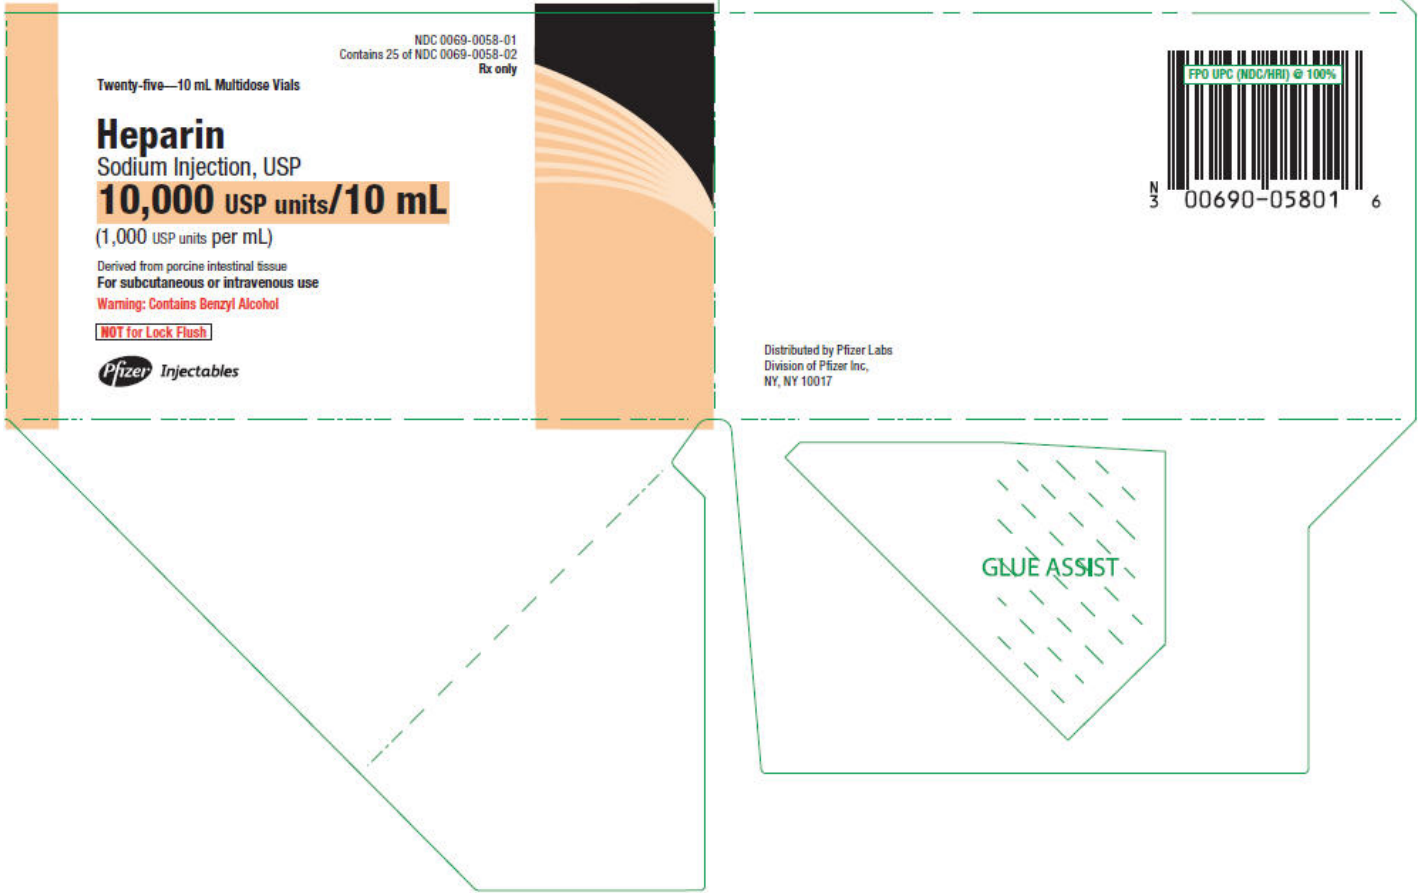 NDC 0069-0058-01
Contains 25 of NDC 0069-0058-02
Rx only
Twenty-five—10 mL Multidose Vials
Heparin
Sodium Injection, USP
10,000 USP units/10 mL
(1,000 USP units per mL)
Derived from porcine intestinal tissue
For subcutaneous or intravenous use
Warning: Contains Benzyl Alcohol
NOT for Lock Flush
Pfizer Injectables
FPO UPC (NDC/HRI) @ 100%
N
3 00690-05801 6
Distributed by Pfizer Labs
Division of Pfizer Inc,
NY, NY 10017
GLUE ASSIST